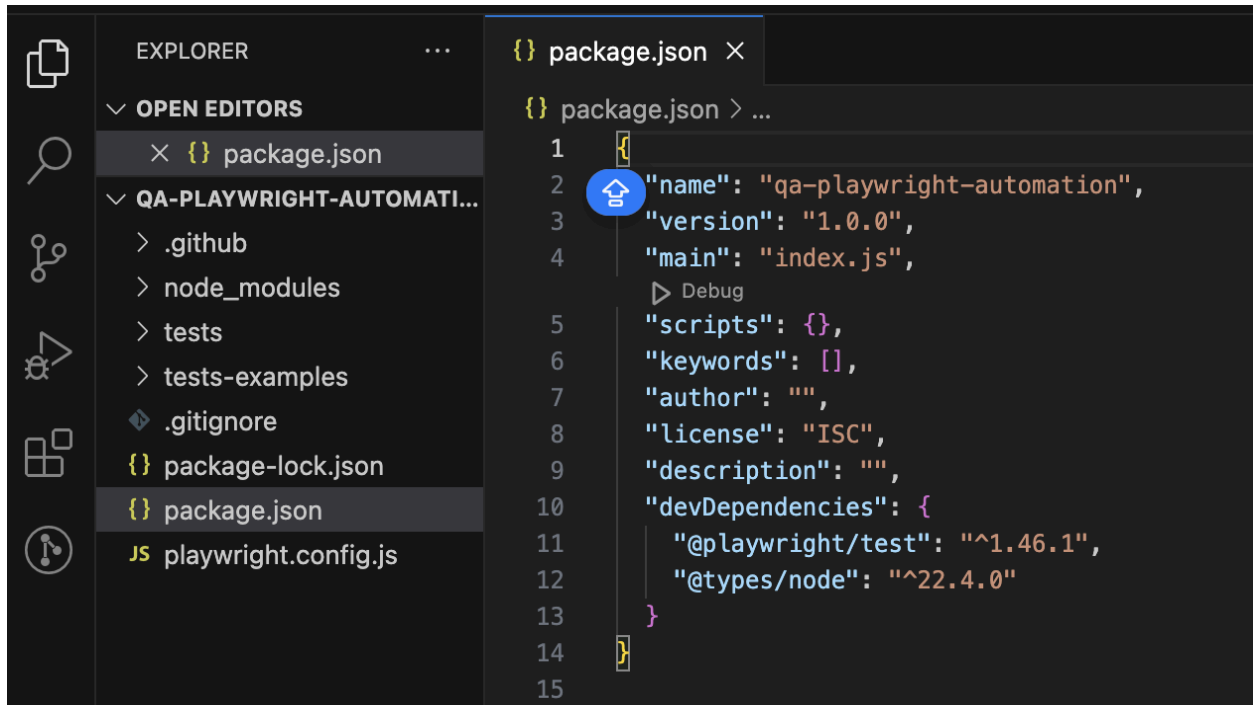 EXPLORER
...
OPEN EDITORS
{} package.json
QA-PLAYWRIGHT-AUTOMATI...
.github
node_modules
tests
tests-examples
.gitignore
{} package-lock.json
{} package.json
JS playwright.config.js
{} package.json
{} package.json > ...
1 {
2 "name": "qa-playwright-automation",
3 "version": "1.0.0",
4 "main": "index.js",
Debug
5 "scripts": {},
6 "keywords": [],
7 "author": "",
8 "license": "ISC",
9 "description": "",
10 "devDependencies": {
11 "@playwright/test": "^1.46.1",
12 "@types/node": "^22.4.0"
13 }
14 }
15